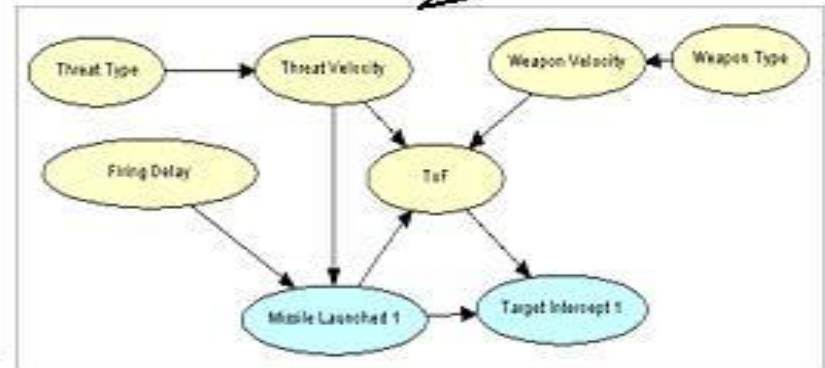 Threat Type
Threat Velocity
Weapon Velocity
Weapon Type
Firing Delay
ToF
Missile Launched 1
Target Intercept 1